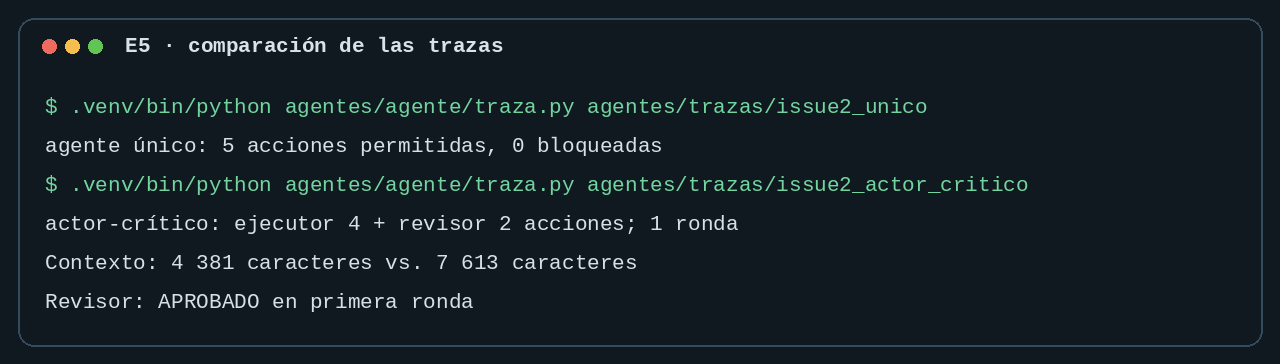 E5 · comparación de las trazas
$ .venv/bin/python agentes/agente/traza.py agentes/trazas/issue2_unico
agente único: 5 acciones permitidas, 0 bloqueadas
$ .venv/bin/python agentes/agente/traza.py agentes/trazas/issue2_actor_critico
actor-crítico: ejecutor 4 + revisor 2 acciones; 1 ronda
Contexto: 4 381 caracteres vs. 7 613 caracteres
Revisor: APROBADO en primera ronda